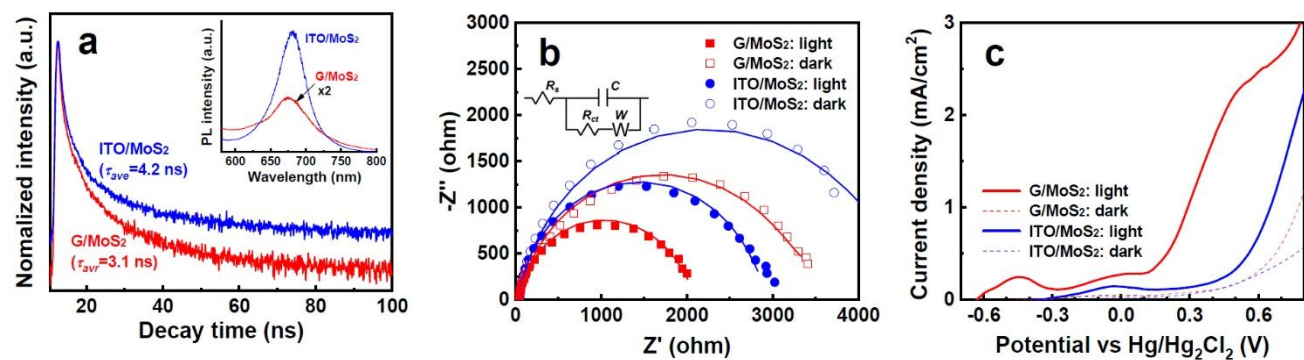 a
Normalized intensity (a.u.)
ITO/MoS₂
(τave=4.2 ns)
G/MoS₂
(τavr=3.1 ns)
20 40 60 80 100
Decay time (ns)
PL intensity (a.u.)
ITO/MoS₂
G/MoS₂
x2
600 650 700 750 800
Wavelength (nm)
b
-Z'' (ohm)
3000
2500
2000
1500
1000
500
0
G/MoS₂: light
G/MoS₂: dark
ITO/MoS₂: light
ITO/MoS₂: dark
Rs
C
Rct
W
0 1000 2000 3000 4000
Z' (ohm)
c
Current density (mA/cm²)
3
2
1
0
G/MoS₂: light
G/MoS₂: dark
ITO/MoS₂: light
ITO/MoS₂: dark
-0.6 -0.3 0.0 0.3 0.6
Potential vs Hg/Hg₂Cl₂ (V)